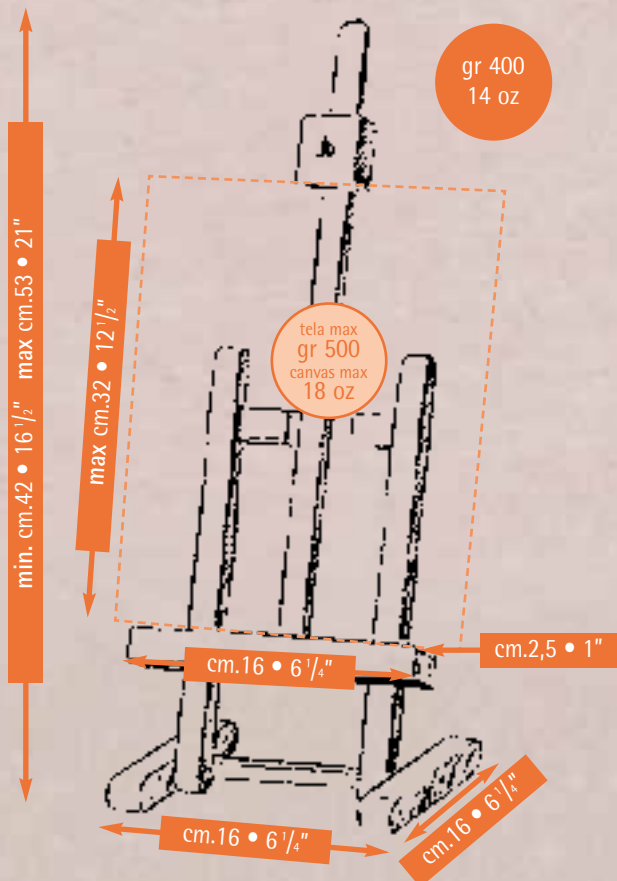 gr 400
14 oz
min. cm.42 • 16 1/2" max cm.53 • 21"
max cm.32 • 12 1/2"
tela max
gr 500
canvas max
18 oz
cm.2,5 • 1"
cm.16 • 6 1/4"
cm.16 • 6 1/4"
cm.16 • 6 1/4"